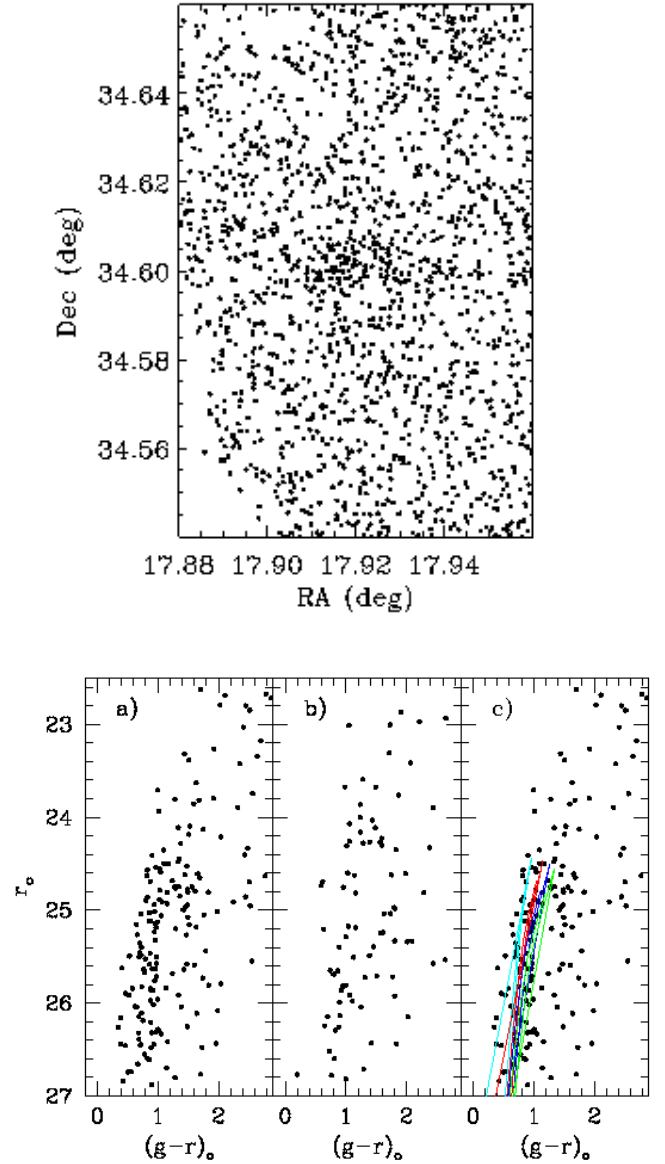 34.64
34.62
34.60
34.58
34.56
Dec (deg)
17.88 17.90 17.92 17.94
RA (deg)
a) b) c)
23
24
25
26
27
r₀
0 1 2 0 1 2 0 1 2
(g-r)₀ (g-r)₀ (g-r)₀